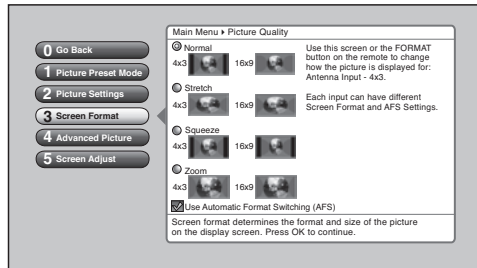 Main Menu ▸ Picture Quality
0 Go Back
1 Picture Preset Mode
2 Picture Settings
3 Screen Format
4 Advanced Picture
5 Screen Adjust
Normal
4x3 16x9
Stretch
4x3 16x9
Squeeze
4x3 16x9
Zoom
4x3 16x9
Use Automatic Format Switching (AFS)
Use this screen or the FORMAT
button on the remote to change
how the picture is displayed for:
Antenna Input - 4x3.
Each input can have different
Screen Format and AFS Settings.
Screen format determines the format and size of the picture
on the display screen. Press OK to continue.